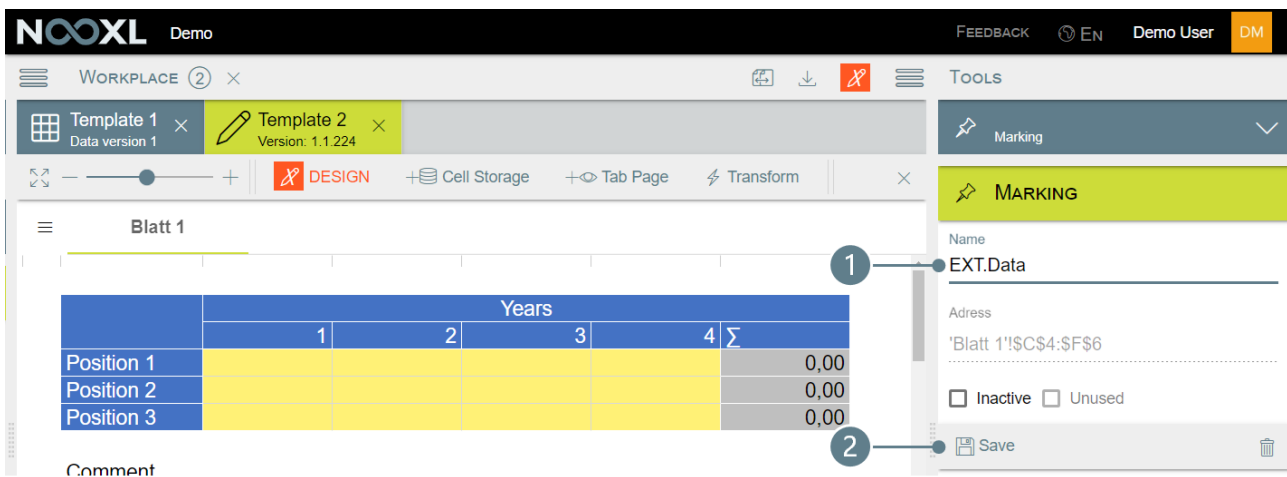 NOOXL Demo FEEDBACK EN Demo User DM
WORKPLACE 2 TOOLS
Template 1
Data version 1
Template 2
Version: 1.1.224
Marking
DESIGN Cell Storage Tab Page Transform
MARKING
Blatt 1
Name
1 EXT.Data
Years
1 2 3 4 ∑
Position 1 0,00
Position 2 0,00
Position 3 0,00
Comment
Adress
'Blatt 1'!$C$4:$F$6
Inactive Unused
2 Save